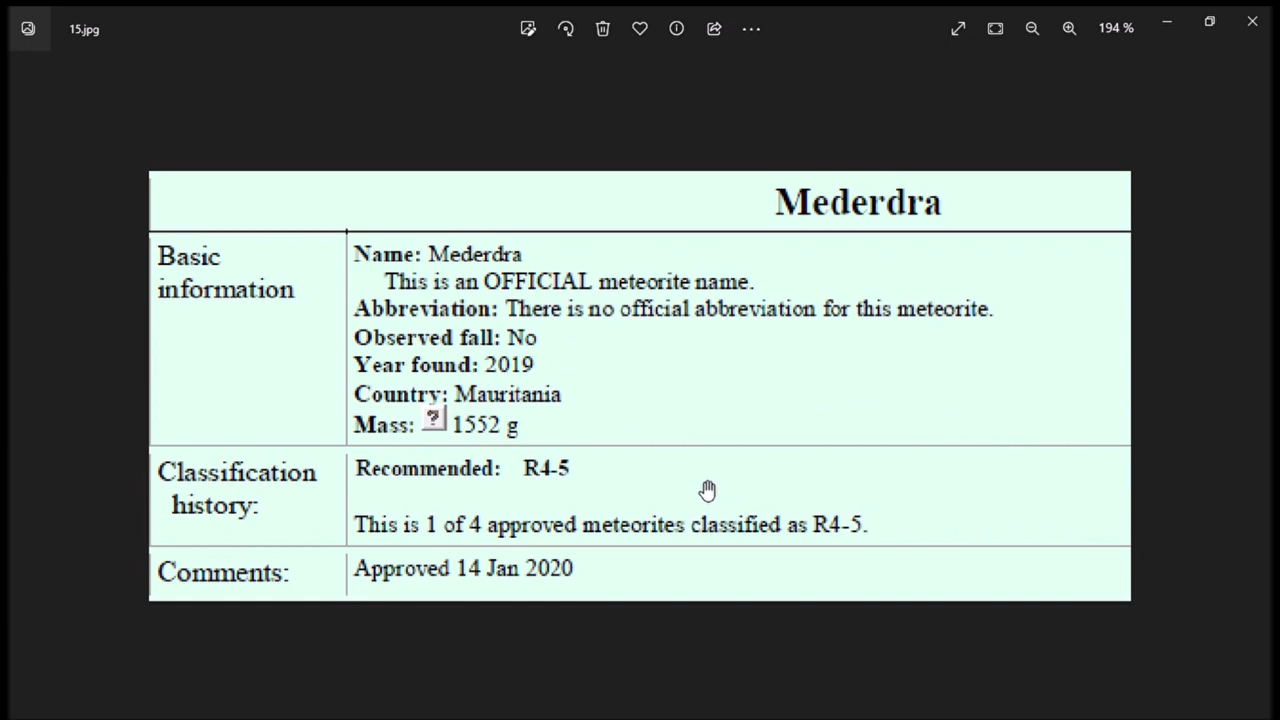 15.jpg
194 %
Mederdra
Basic
information
Name: Mederdra
This is an OFFICIAL meteorite name.
Abbreviation: There is no official abbreviation for this meteorite.
Observed fall: No
Year found: 2019
Country: Mauritania
Mass: ? 1552 g
Classification
history:
Recommended: R4-5
This is 1 of 4 approved meteorites classified as R4-5.
Comments:
Approved 14 Jan 2020